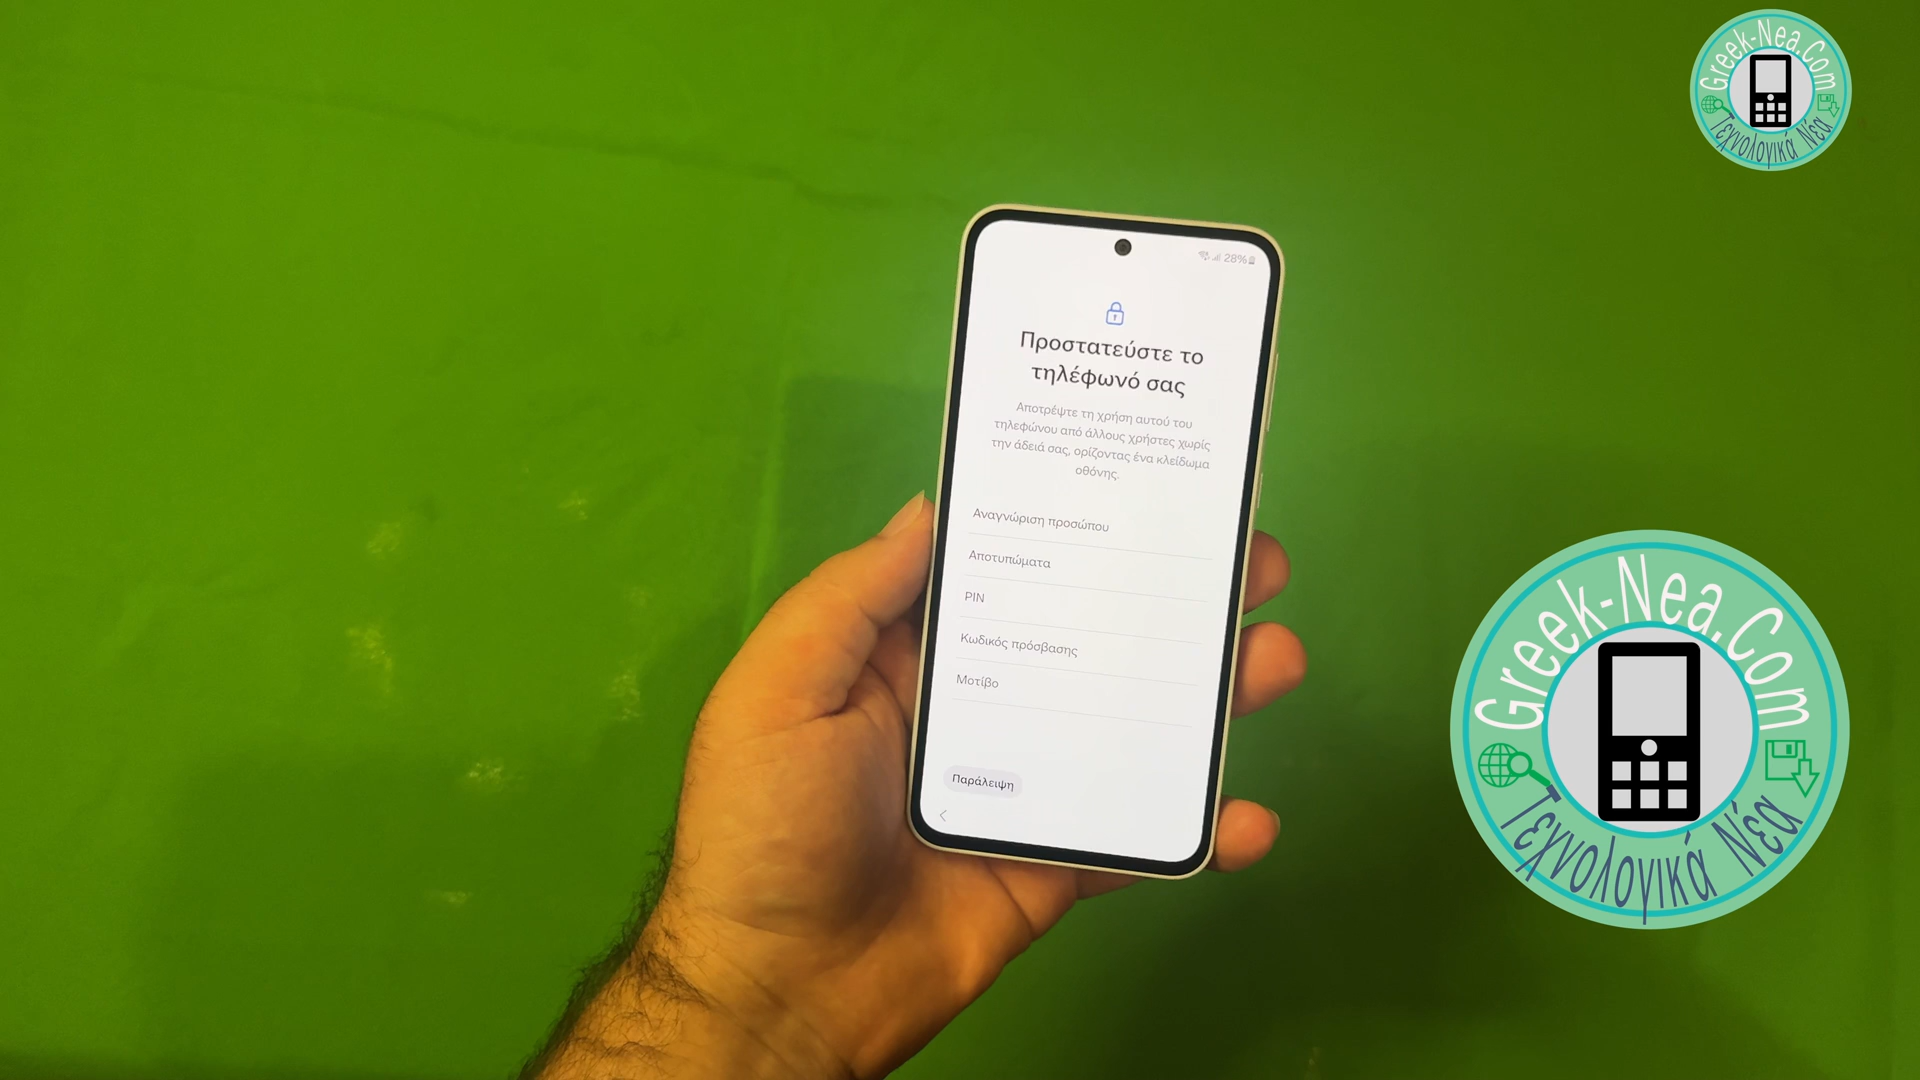 Greek-Nea.Com
Τεχνολογικά Νέα
28%
Προστατεύστε το
τηλέφωνό σας
Αποτρέψτε τη χρήση αυτού του
τηλεφώνου από άλλους χρήστες χωρίς
την άδειά σας, ορίζοντας ένα κλείδωμα
οθόνης.
Αναγνώριση προσώπου
Αποτυπώματα
PIN
Κωδικός πρόσβασης
Μοτίβο
Παράλειψη
Greek-Nea.Com
Τεχνολογικά Νέα